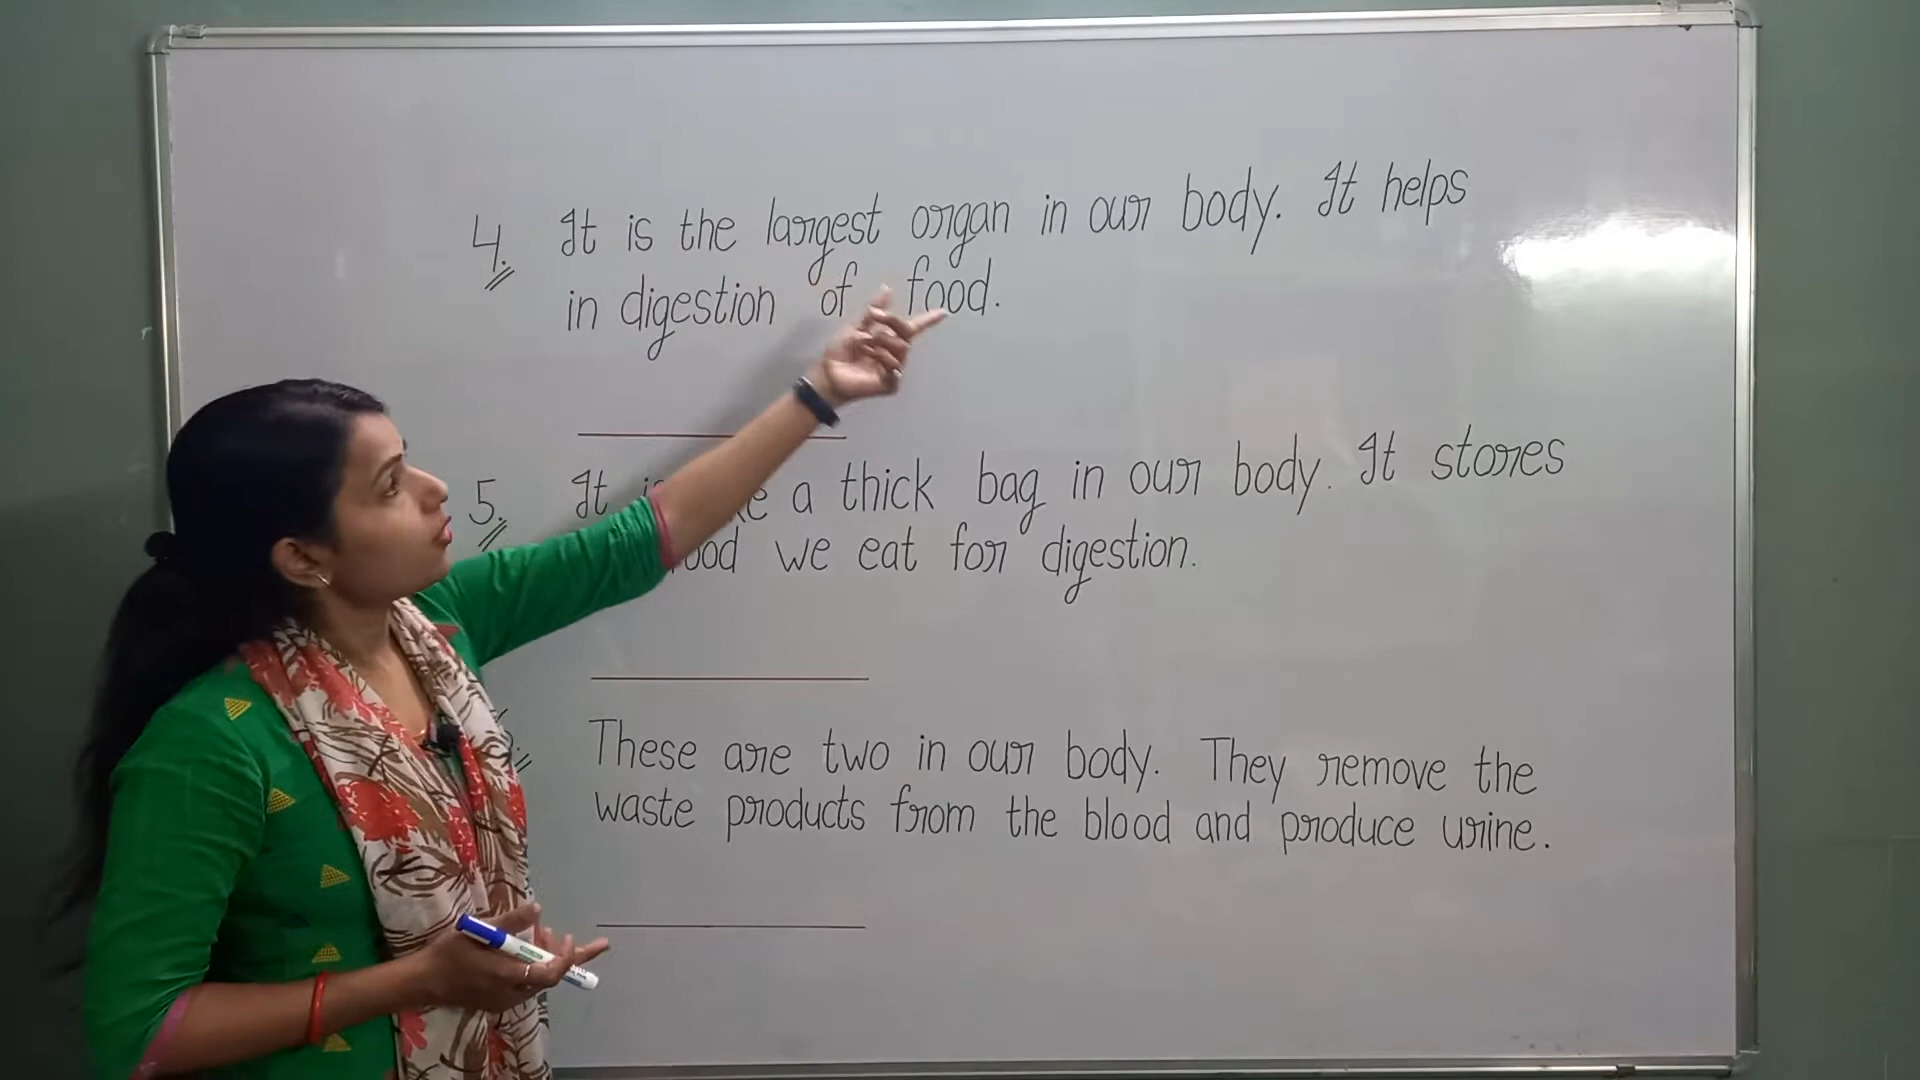 4. It is the largest organ in our body. It helps
in digestion of food.
5. It a thick bag in our body. It stores
we eat for digestion.
These are two in our body. They remove the
waste products from the blood and produce urine.